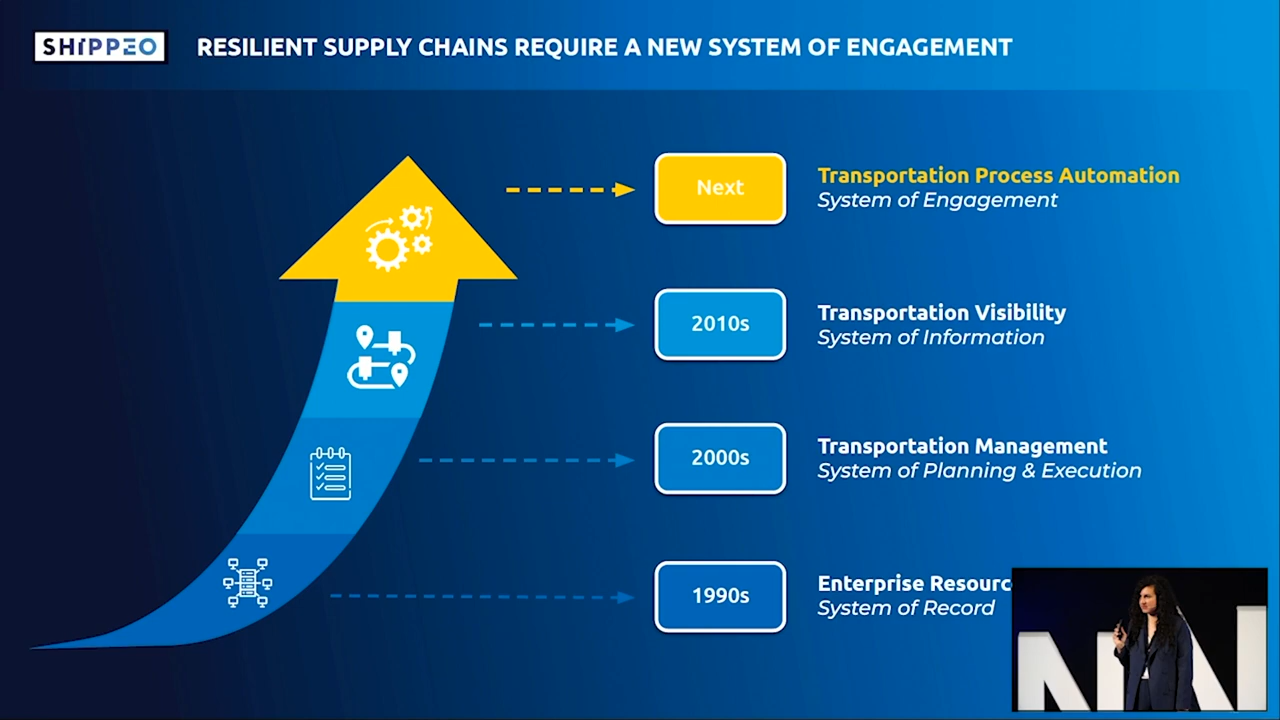 SHIPPEO
RESILIENT SUPPLY CHAINS REQUIRE A NEW SYSTEM OF ENGAGEMENT
Next
Transportation Process Automation
System of Engagement
2010s
Transportation Visibility
System of Information
2000s
Transportation Management
System of Planning & Execution
1990s
Enterprise
System of Record